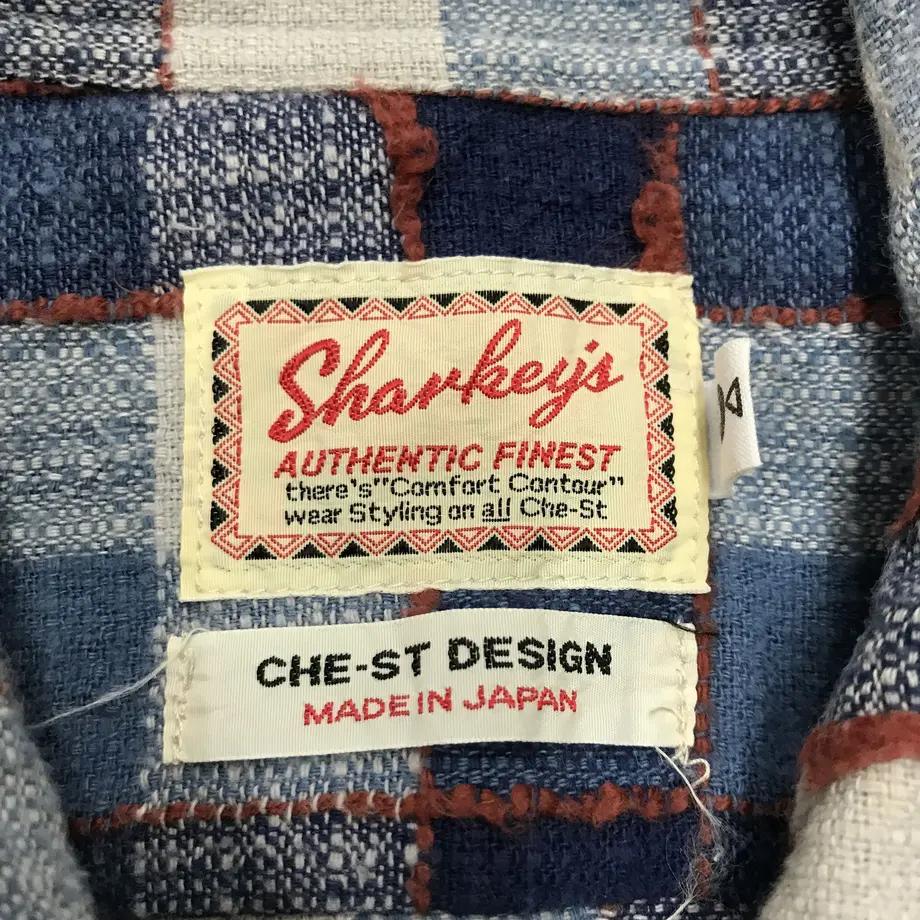 Sharkey's
AUTHENTIC FINEST
there's"Comfort Contour"
wear Styling on all Che-St
CHE-ST DESIGN
MADE IN JAPAN